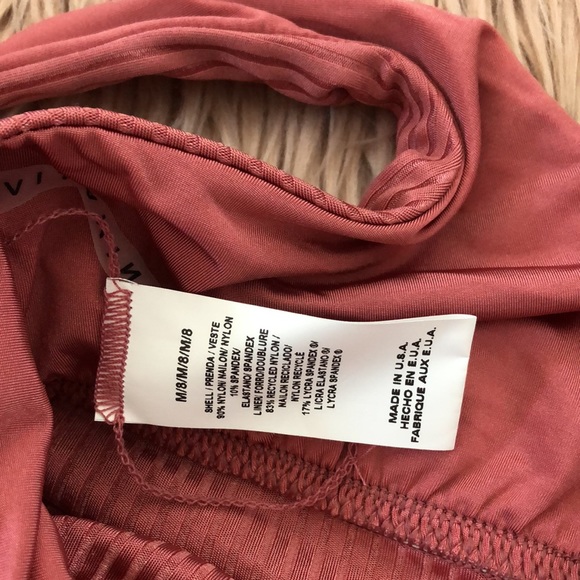 M/8/M/8/M/8
SHELL/PRENDA / VESTE
90% NYLON/ NAILON/ NYLON
10% SPANDEX/
ELASTANO/ SPANDEX
LINER/ FORRO/DOUBLURE
83% RECYCLED NYLON /
NAILON RECICLADO/
NYLON RECYCLE
17% LYCRA SPANDEX ®/
LICRA ELASTANO ®/
LYCRA SPANDEX ®
MADE IN U.S.A.
HECHO EN E.U.A.
FABRIQUE AUX E.U.A.